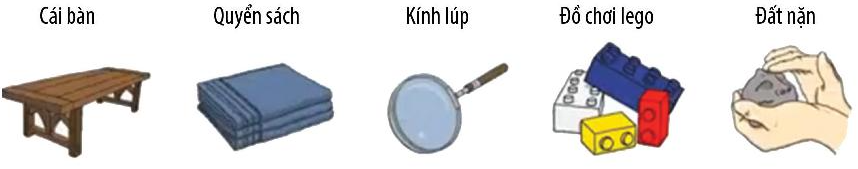 Cái bàn
Quyển sách
Kính lúp
Đồ chơi lego
Đất nặn